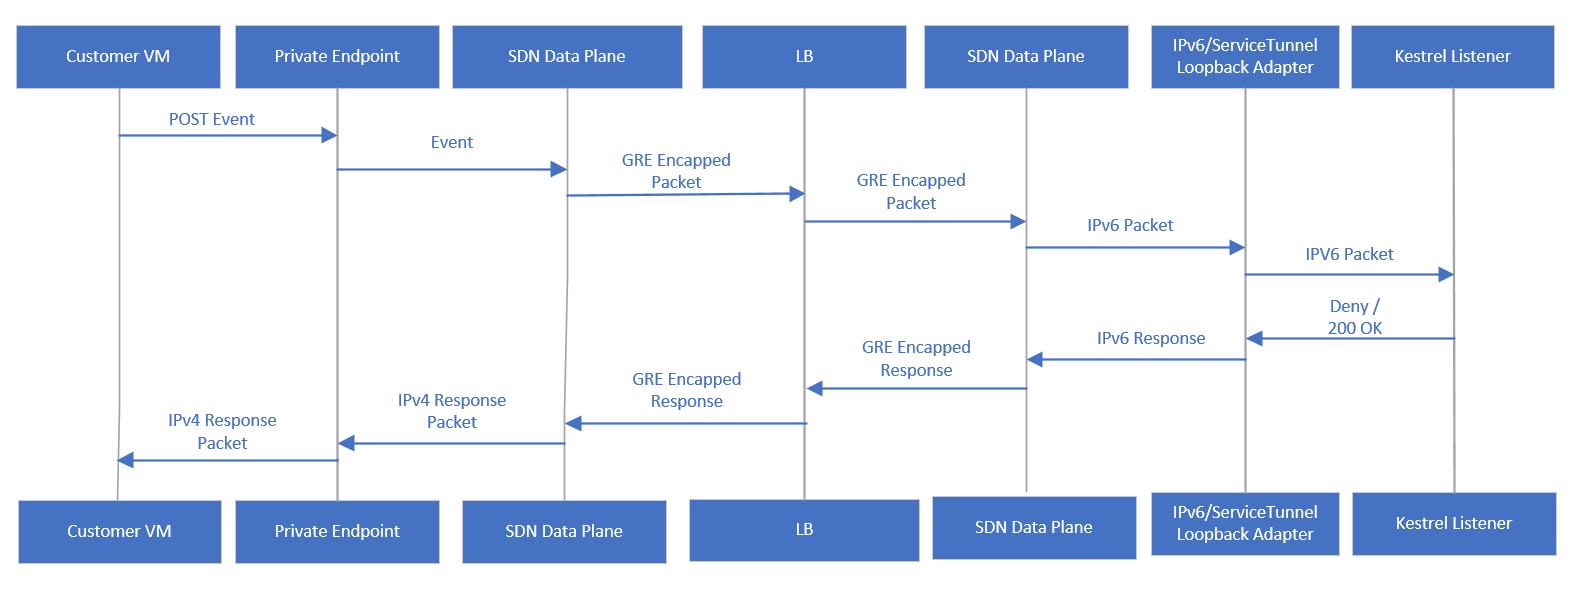 Customer VM
Private Endpoint
SDN Data Plane
LB
SDN Data Plane
IPv6/ServiceTunnel
Loopback Adapter
Kestrel Listener
POST Event
Event
GRE Encapped
Packet
GRE Encapped
Packet
IPv6 Packet
IPV6 Packet
Deny /
200 OK
IPv6 Response
GRE Encapped
Response
GRE Encapped
Response
IPv4 Response
Packet
IPv4 Response
Packet
Customer VM
Private Endpoint
SDN Data Plane
LB
SDN Data Plane
IPv6/ServiceTunnel
Loopback Adapter
Kestrel Listener